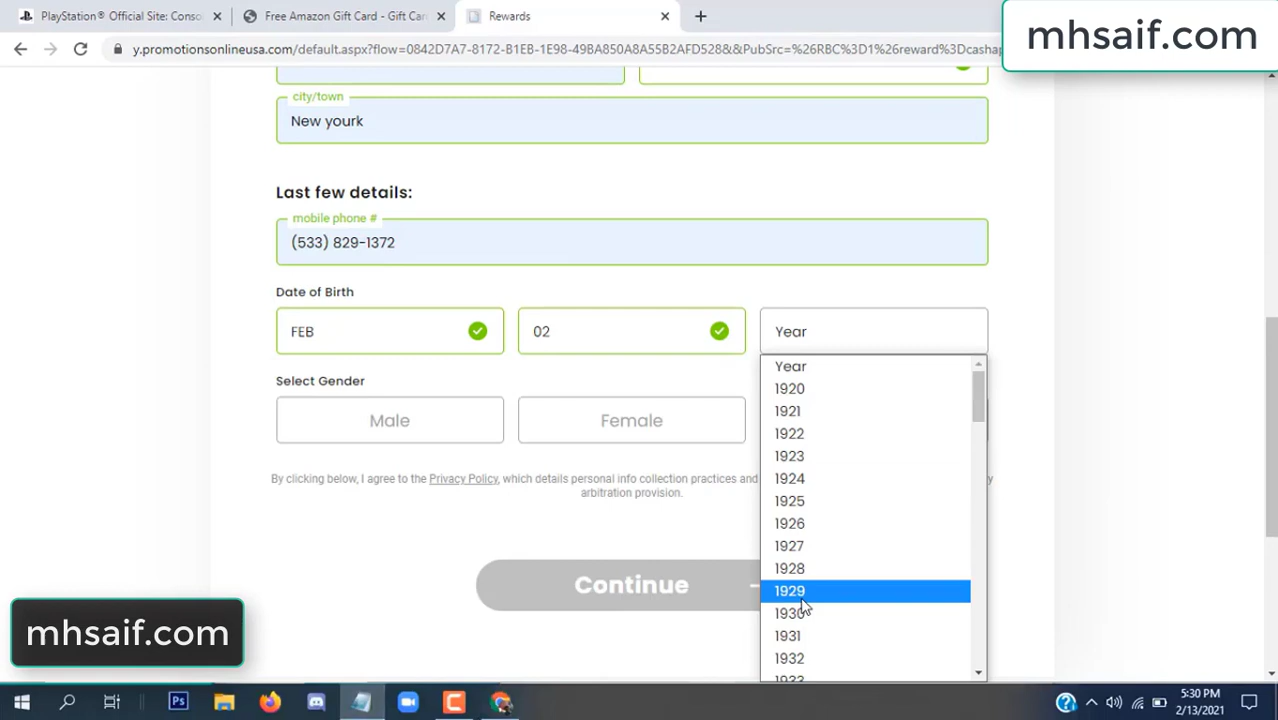 PlayStation® Official Site: Conso
Free Amazon Gift Card - Gift Car
Rewards
mhsaif.com
y.promotionsonlineusa.com/default.aspx?flow=0842D7A7-8172-B1EB-1E98-49BA850A8A55B2AFD528&&PubSrc=%26RBC%3D1%26reward%3Dcashap
city/town
New yourk
Last few details:
mobile phone #
(533) 829-1372
Date of Birth
FEB
02
Year
Year
1920
1921
1922
1923
1924
1925
1926
1927
1928
1929
1930
1931
1932
1933
Select Gender
Male
Female
By clicking below, I agree to the Privacy Policy, which details personal info collection practices and
arbitration provision.
Continue
mhsaif.com
Ps
5:30 PM
2/13/2021